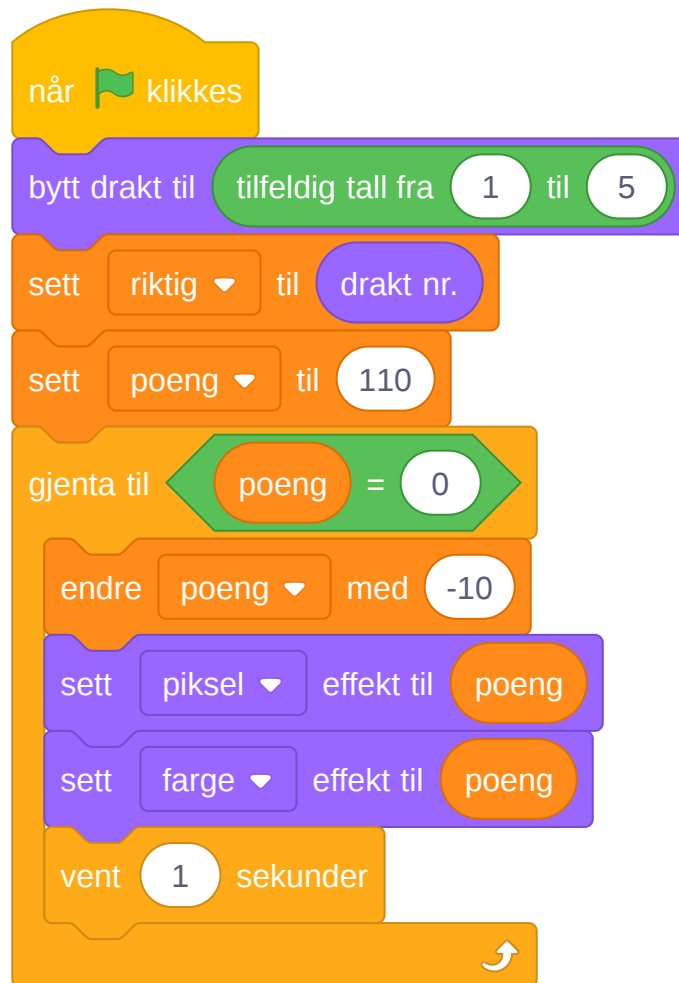 når klikkes
bytt drakt til tilfeldig tall fra 1 til 5
sett riktig til drakt nr.
sett poeng til 110
gjenta til poeng = 0
endre poeng med -10
sett piksel effekt til poeng
sett farge effekt til poeng
vent 1 sekunder